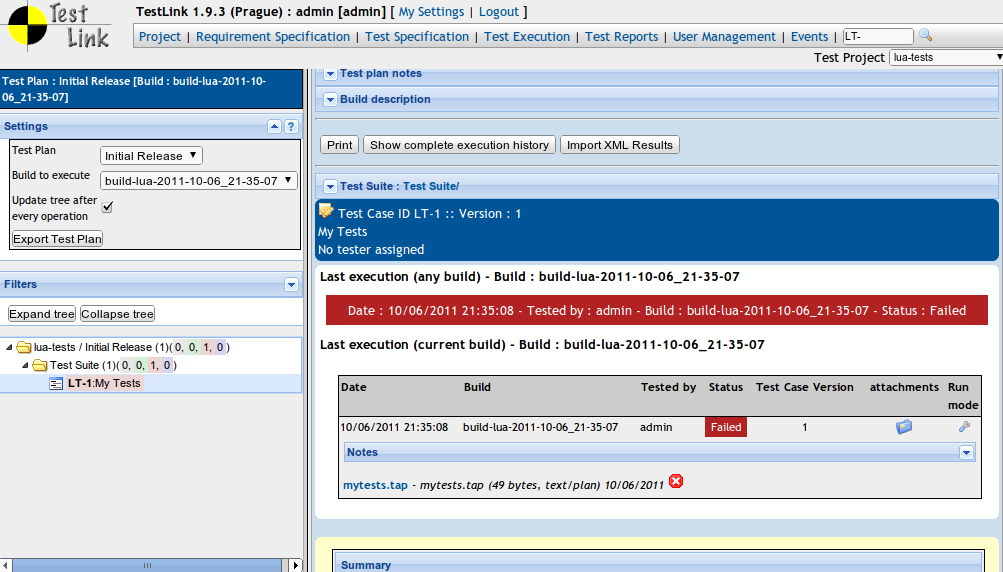 Test
Link
TestLink 1.9.3 (Prague) : admin [admin] [ My Settings | Logout ]
Project | Requirement Specification | Test Specification | Test Execution | Test Reports | User Management | Events | LT-
Test Project lua-tests
Test Plan : Initial Release [Build : build-lua-2011-10-
06_21-35-07]
Settings ?
Test Plan Initial Release
Build to execute build-lua-2011-10-06_21-35-07
Update tree after
every operation
Export Test Plan
Filters
Expand tree Collapse tree
lua-tests / Initial Release (1)(0, 0, 1, 0)
Test Suite (1)(0, 0, 1, 0)
LT-1:My Tests
Test plan notes
Build description
Print Show complete execution history Import XML Results
Test Suite : Test Suite/
Test Case ID LT-1 :: Version : 1
My Tests
No tester assigned
Last execution (any build) - Build : build-lua-2011-10-06_21-35-07
Date : 10/06/2011 21:35:08 - Tested by : admin - Build : build-lua-2011-10-06_21-35-07 - Status : Failed
Last execution (current build) - Build : build-lua-2011-10-06_21-35-07
Date Build Tested by Status Test Case Version attachments Run
mode
10/06/2011 21:35:08 build-lua-2011-10-06_21-35-07 admin Failed 1
Notes
mytests.tap - mytests.tap (49 bytes, text/plan) 10/06/2011
Summary